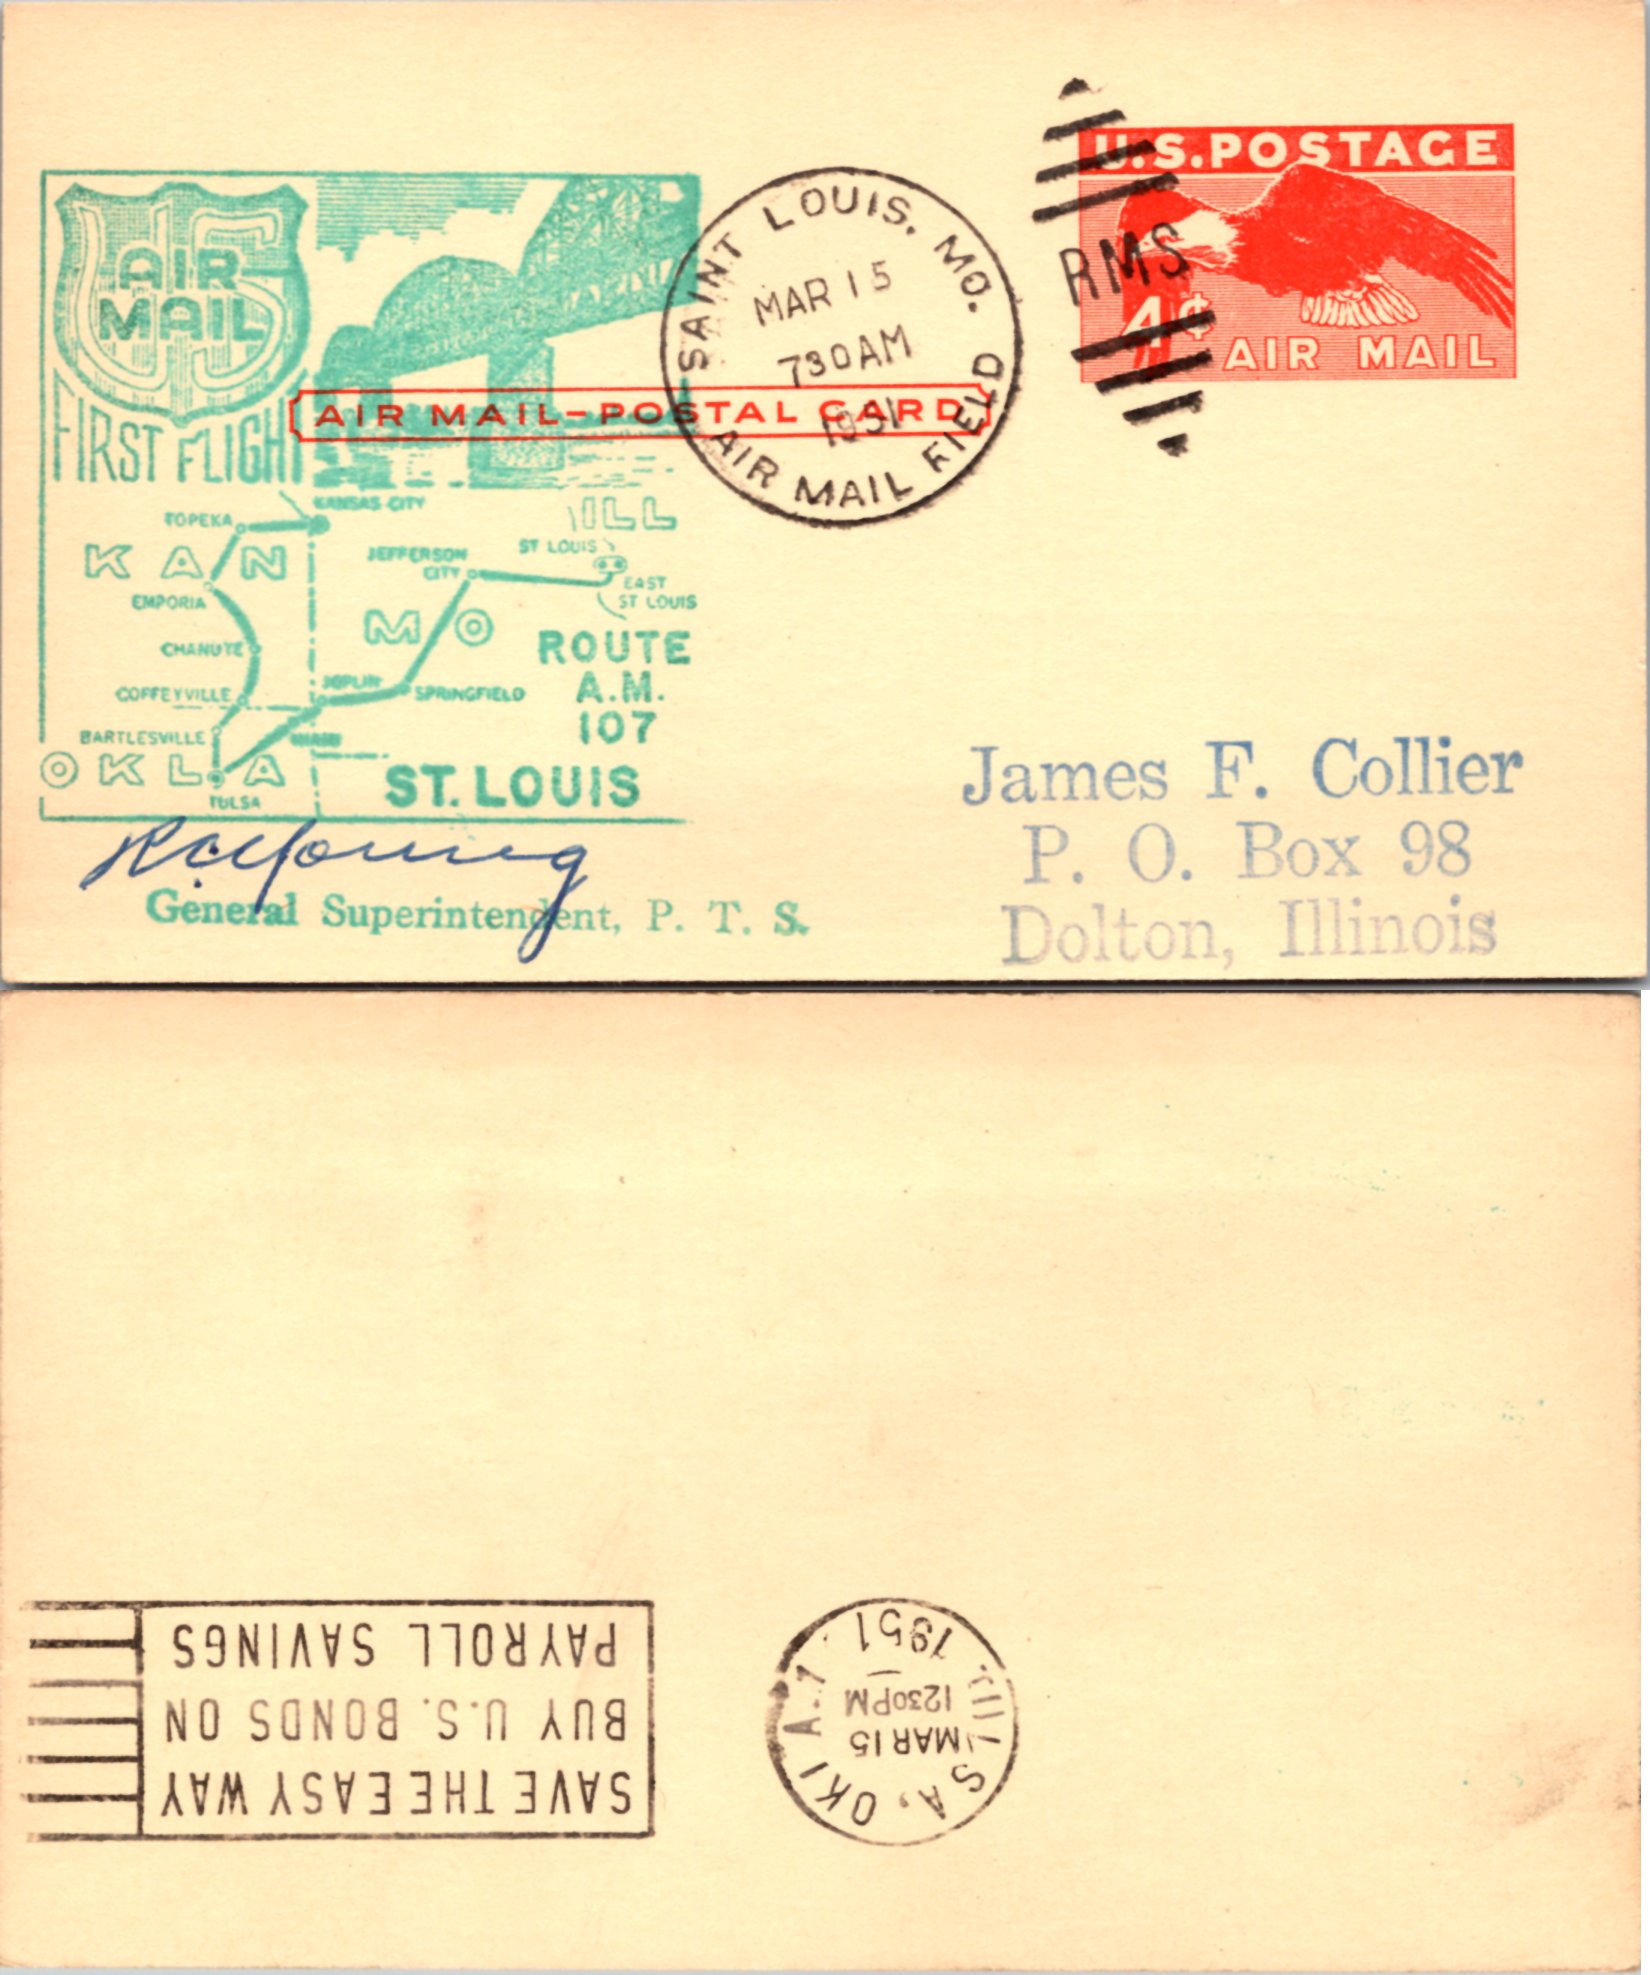 U.S. POSTAGE
4¢
AIR MAIL
RMS
SAINT LOUIS, MO.
MAR 15
730 AM
1951
AIR MAIL FIELD
AIR MAIL-POSTAL CARD
US
AIR
MAIL
FIRST FLIGHT
KANSAS CITY
TOPEKA
ILL
KAN
ST LOUIS
JEFFERSON
CITY
EAST
ST LOUIS
EMPORIA
MO
ROUTE
A.M.
107
CHANUTE
JOPLIN
COFFEYVILLE
SPRINGFIELD
BARTLESVILLE
MIAMI
OKLA
TULSA
ST. LOUIS
General Superintendent, P. T. S.
James F. Collier
P. O. Box 98
Dolton, Illinois
TULSA, OKLA. 1
MAR 15
1230 PM
1951
SAVE THE EASY WAY
BUY U.S. BONDS ON
PAYROLL SAVINGS